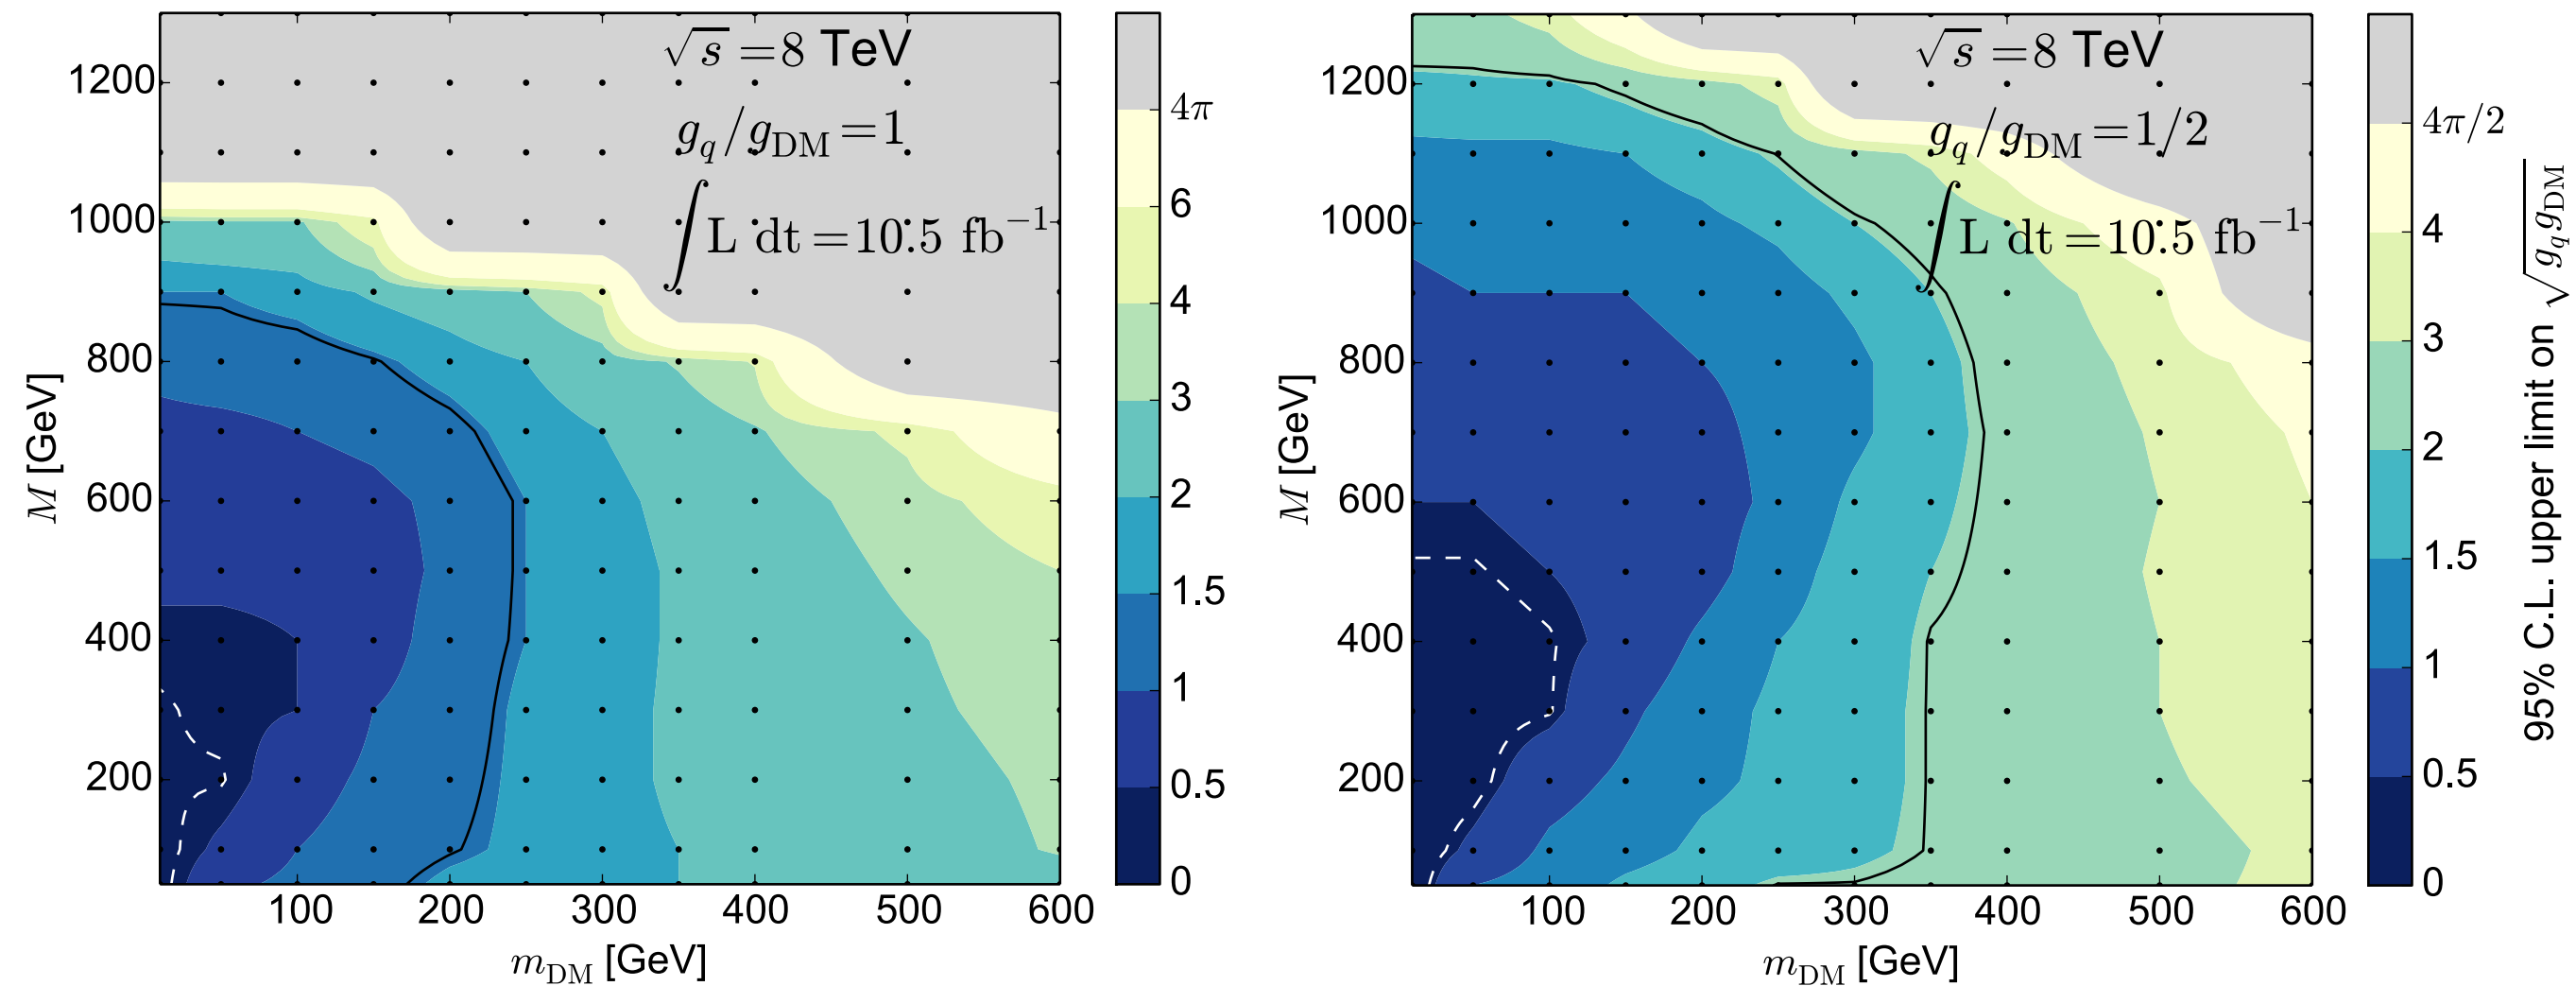 √s = 8 TeV
g_q/g_DM = 1
∫ L dt = 10.5 fb⁻¹
1200
1000
800
600
400
200
M [GeV]
100 200 300 400 500 600
m_DM [GeV]
4π
6
4
3
2
1.5
1
0.5
0
√s = 8 TeV
g_q/g_DM = 1/2
∫ L dt = 10.5 fb⁻¹
1200
1000
800
600
400
200
M [GeV]
100 200 300 400 500 600
m_DM [GeV]
4π/2
4
3
2
1.5
1
0.5
0
95% C.L. upper limit on √g_q g_DM